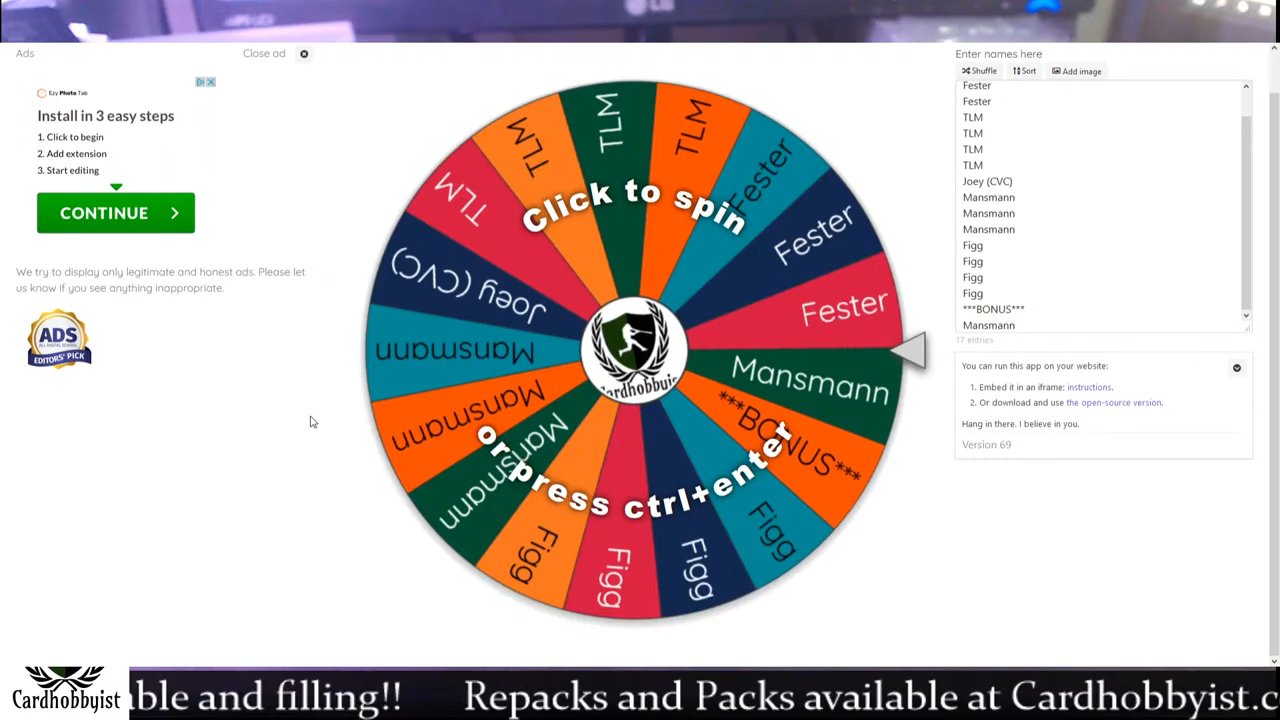 LG
Ads
Close ad
Ezy Photo Tab
Install in 3 easy steps
1. Click to begin
2. Add extension
3. Start editing
CONTINUE
We try to display only legitimate and honest ads. Please let
us know if you see anything inappropriate.
ADS
EDITORS' PICK
TLM
TLM
TLM
TLM
Fester
Fester
Fester
Mansmann
***BONUS***
Figg
Figg
Figg
Figg
Mansmann
Mansmann
Mansmann
Joey (CVC)
Click to spin
or press ctrl+enter
Cardhobbyist
Enter names here
Shuffle
Sort
Add image
Fester
Fester
TLM
TLM
TLM
TLM
Joey (CVC)
Mansmann
Mansmann
Mansmann
Figg
Figg
Figg
Figg
***BONUS***
Mansmann
17 entries
You can run this app on your website:
1. Embed it in an iframe: instructions.
2. Or download and use the open-source version.
Hang in there. I believe in you.
Version 69
Cardhobbyist
ble and filling!! Repacks and Packs available at Cardhobbyist.c